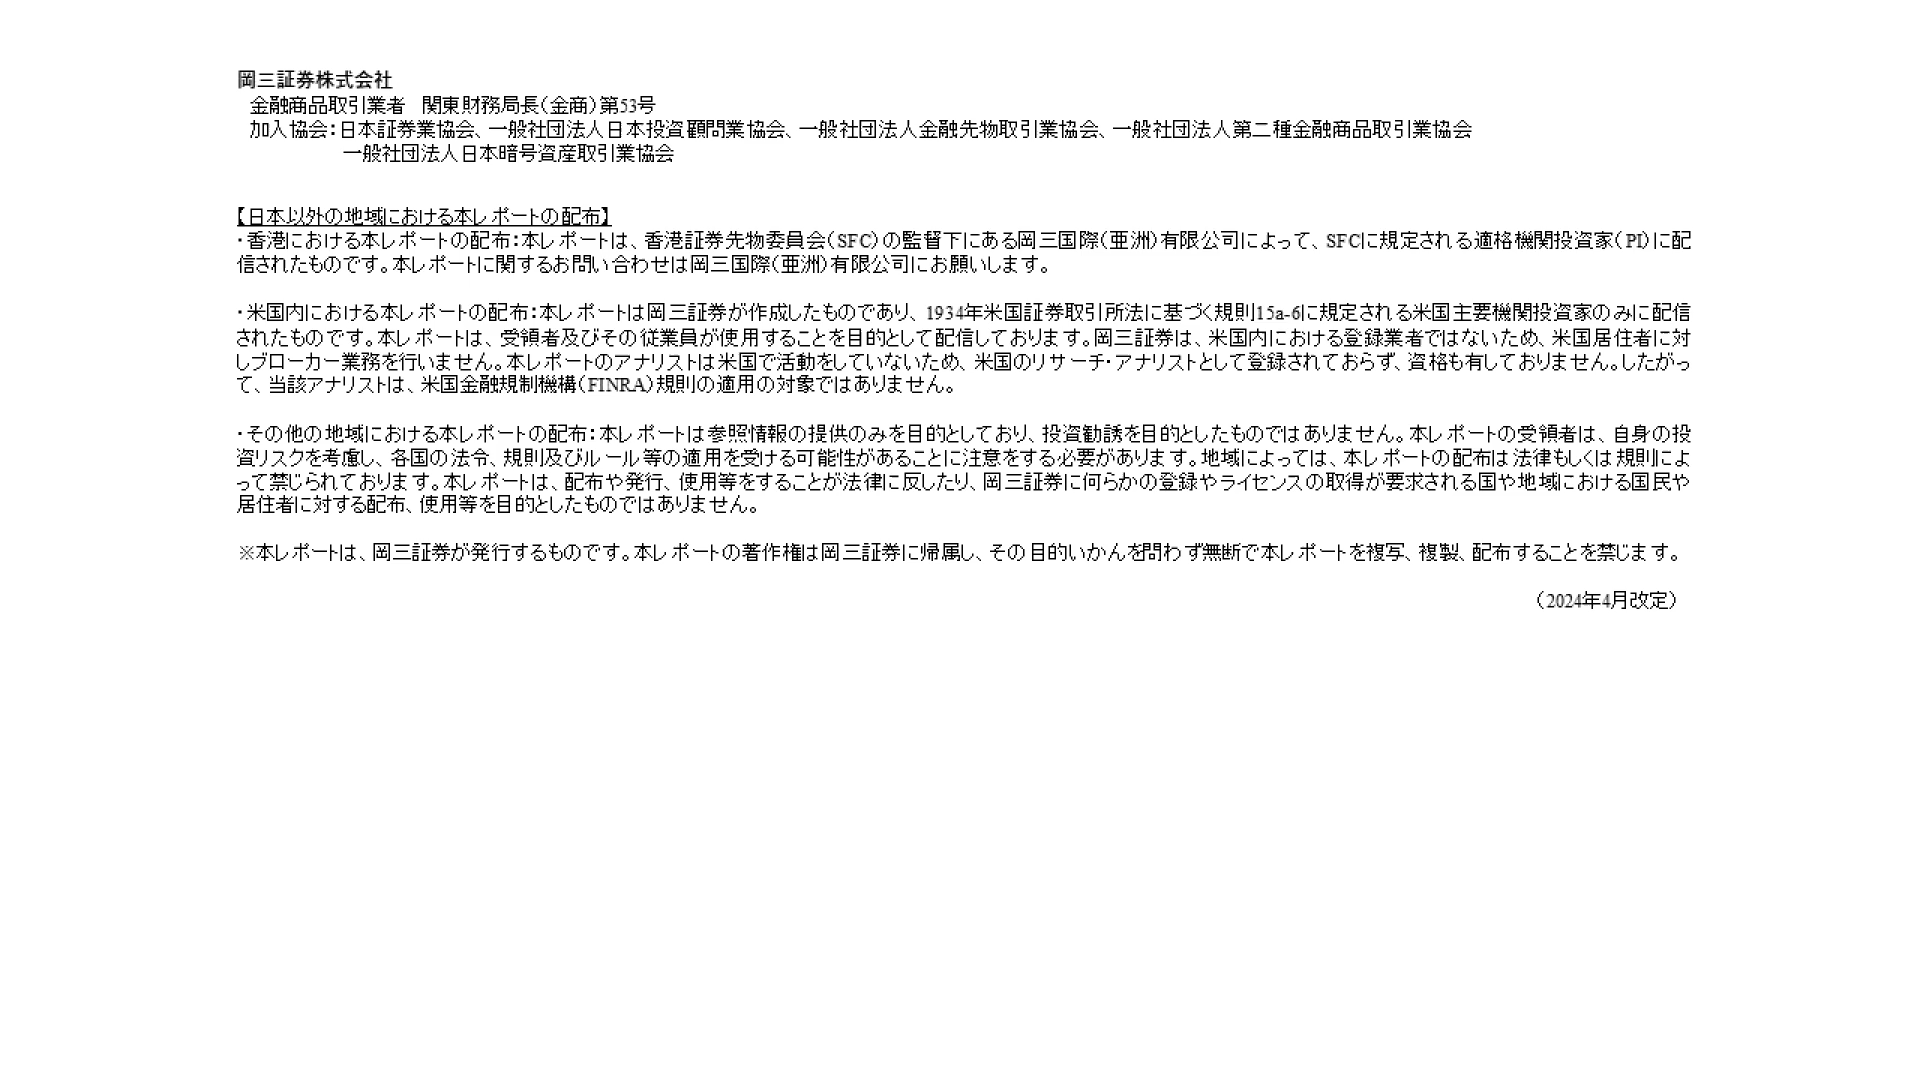 岡三証券株式会社
金融商品取引業者　関東財務局長（金商）第53号
加入協会：日本証券業協会、一般社団法人日本投資顧問業協会、一般社団法人金融先物取引業協会、一般社団法人第二種金融商品取引業協会
一般社団法人日本暗号資産取引業協会
【日本以外の地域における本レポートの配布】
・香港における本レポートの配布：本レポートは、香港証券先物委員会（SFC）の監督下にある岡三国際（亜洲）有限公司によって、SFCに規定される適格機関投資家（PI）に配
信されたものです。本レポートに関するお問い合わせは岡三国際（亜洲）有限公司にお願いします。
・米国内における本レポートの配布：本レポートは岡三証券が作成したものであり、1934年米国証券取引所法に基づく規則15a-6に規定される米国主要機関投資家のみに配信
されたものです。本レポートは、受領者及びその従業員が使用することを目的として配信しております。岡三証券は、米国内における登録業者ではないため、米国居住者に対
しブローカー業務を行いません。本レポートのアナリストは米国で活動をしていないため、米国のリサーチ・アナリストとして登録されておらず、資格も有しておりません。したがっ
て、当該アナリストは、米国金融規制機構（FINRA）規則の適用の対象ではありません。
・その他の地域における本レポートの配布：本レポートは参照情報の提供のみを目的としており、投資勧誘を目的としたものではありません。本レポートの受領者は、自身の投
資リスクを考慮し、各国の法令、規則及びルール等の適用を受ける可能性があることに注意をする必要があります。地域によっては、本レポートの配布は法律もしくは規則によ
って禁じられております。本レポートは、配布や発行、使用等をすることが法律に反したり、岡三証券に何らかの登録やライセンスの取得が要求される国や地域における国民や
居住者に対する配布、使用等を目的としたものではありません。
※本レポートは、岡三証券が発行するものです。本レポートの著作権は岡三証券に帰属し、その目的いかんを問わず無断で本レポートを複写、複製、配布することを禁じます。
（2024年4月改定）